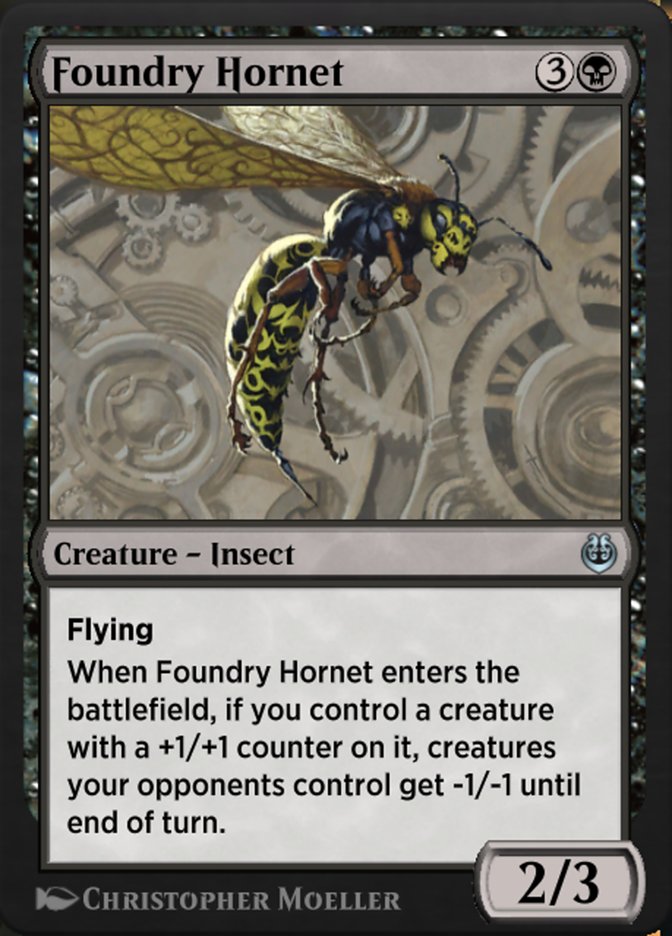 Foundry Hornet 3
Creature – Insect
Flying
When Foundry Hornet enters the
battlefield, if you control a creature
with a +1/+1 counter on it, creatures
your opponents control get -1/-1 until
end of turn.
2/3
Christopher Moeller